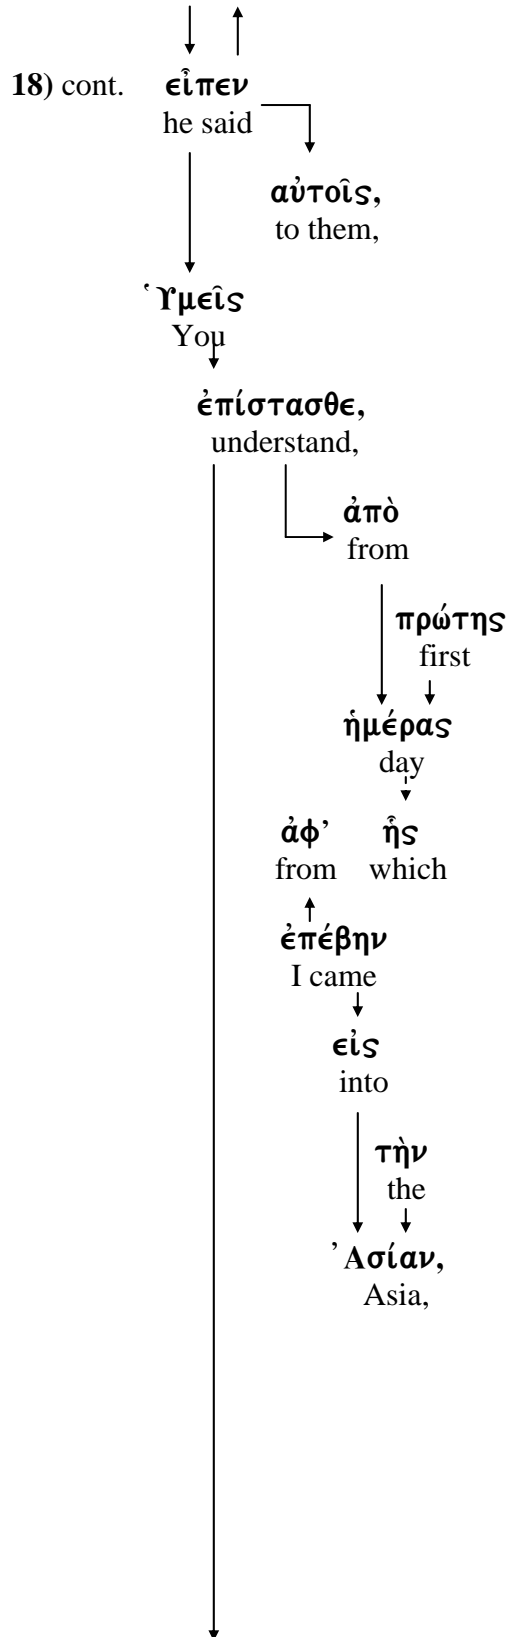 18) cont. εἶπεν
he said
αὐτοῖς,
to them,
Ὑμεῖς
You
ἐπίστασθε,
understand,
ἀπὸ
from
πρώτης
first
ἡμέρας
day
ἀφ’ ἧς
from which
ἐπέβην
I came
εἰς
into
τὴν
the
Ἀσίαν,
Asia,